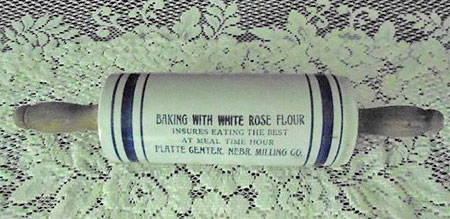 BAKING WITH WHITE ROSE FLOUR
INSURES EATING THE BEST
AT MEAL TIME HOUR
PLATTE CENTER, NEBR. MILLING CO.